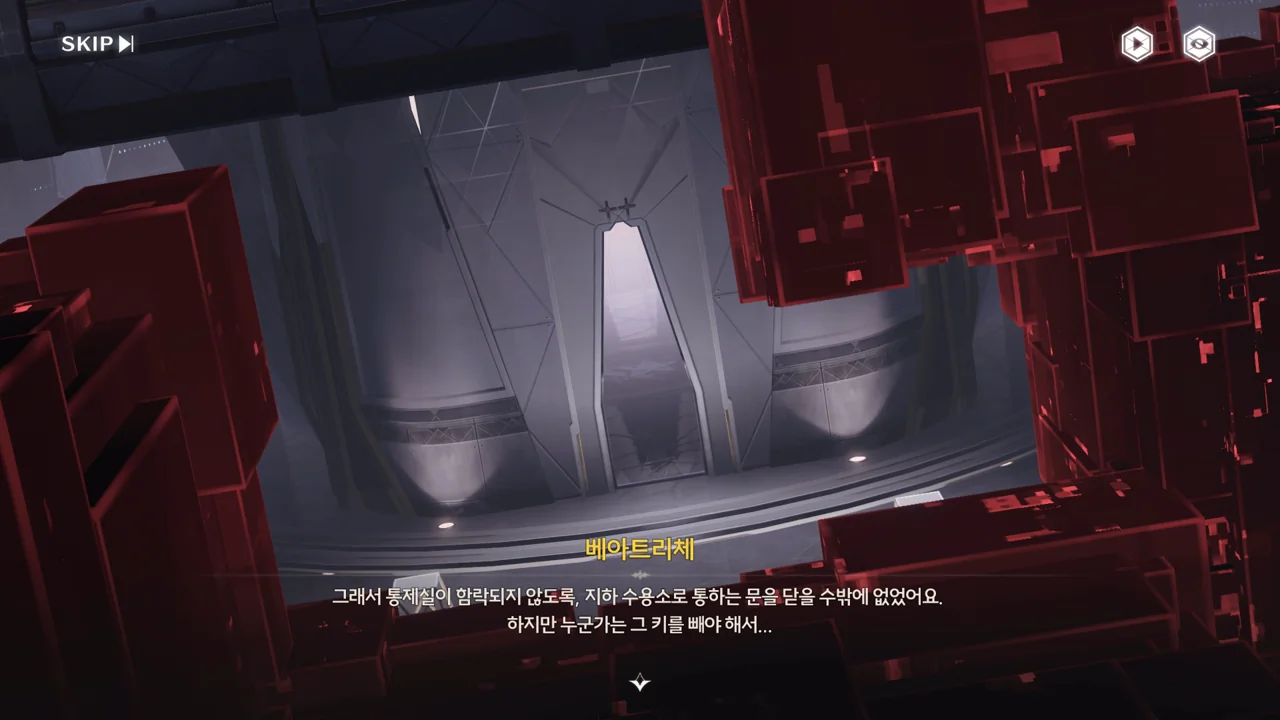 SKIP
베아트리체
그래서 통제실이 함락되지 않도록, 지하 수용소로 통하는 문을 닫을 수밖에 없었어요.
하지만 누군가는 그 키를 빼야 해서...